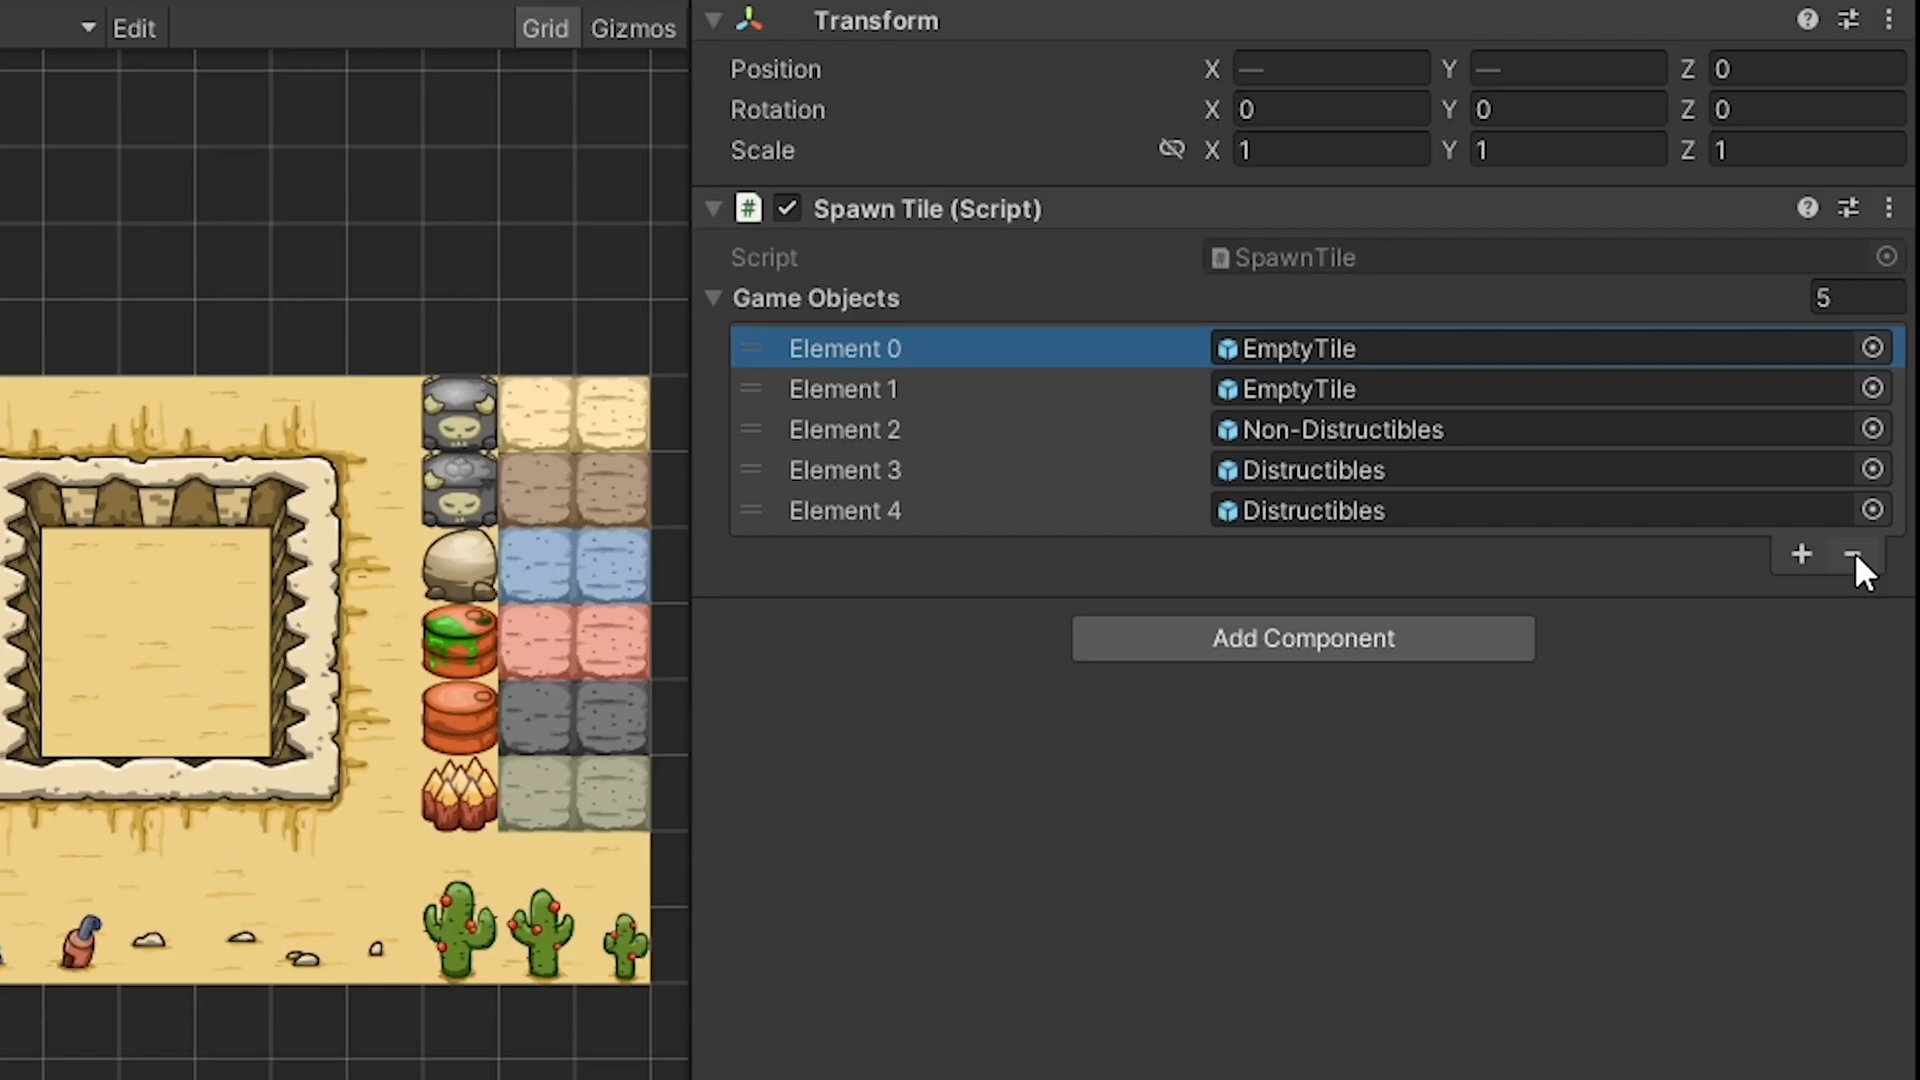 Edit
Grid
Gizmos
Transform
Position X — Y — Z 0
Rotation X 0 Y 0 Z 0
Scale X 1 Y 1 Z 1
# Spawn Tile (Script)
Script SpawnTile
Game Objects 5
Element 0 EmptyTile
Element 1 EmptyTile
Element 2 Non-Distructibles
Element 3 Distructibles
Element 4 Distructibles
+ −
Add Component